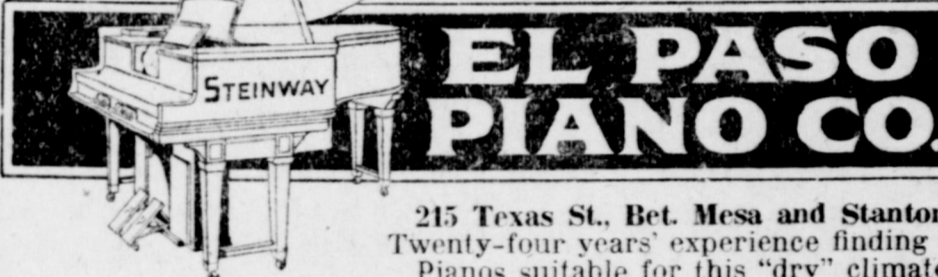 STEINWAY
EL PASO
PIANO CO.
215 Texas St., Bet. Mesa and Stanton
Twenty-four years' experience finding
Pianos suitable for this "dry" climate